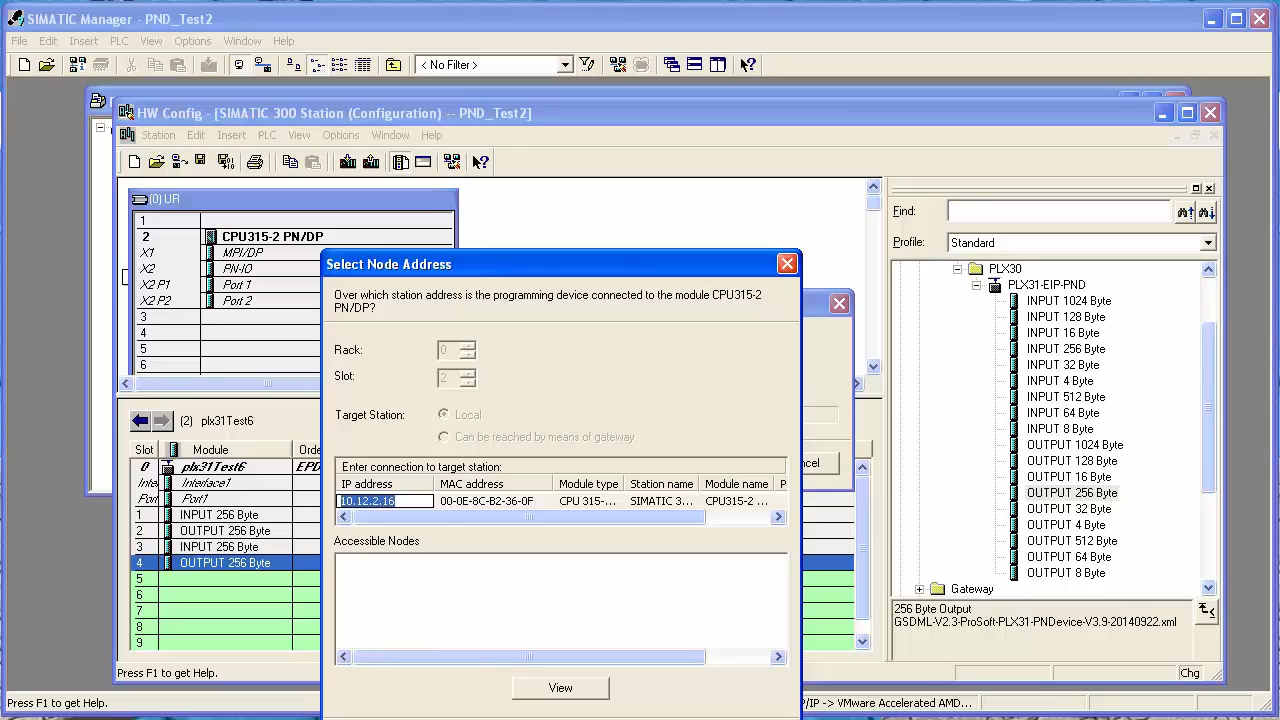 SIMATIC Manager - PND_Test2
File Edit Insert PLC View Options Window Help
< No Filter >
HW Config - [SIMATIC 300 Station (Configuration) -- PND_Test2]
Station Edit Insert PLC View Options Window Help
(0) UR
1
2 CPU315-2 PN/DP
X1 MPI/DP
X2 PN-IO
X2 P1 Port 1
X2 P2 Port 2
3
4
5
6
(2) plx31Test6
Slot Module Orde
0 plx31Test6 EPD
Inte Interface1
Port Port1
1 INPUT 256 Byte
2 OUTPUT 256 Byte
3 INPUT 256 Byte
4 OUTPUT 256 Byte
5
6
7
8
9
Press F1 to get Help.
Select Node Address
Over which station address is the programming device connected to the module CPU315-2
PN/DP?
Rack: 0
Slot: 2
Target Station: Local
Can be reached by means of gateway
Enter connection to target station:
IP address MAC address Module type Station name Module name P
10.12.2.16 00-0E-8C-B2-36-0F CPU 315-... SIMATIC 3... CPU315-2 ...
Accessible Nodes
View
ncel
Find:
Profile: Standard
PLX30
PLX31-EIP-PND
INPUT 1024 Byte
INPUT 128 Byte
INPUT 16 Byte
INPUT 256 Byte
INPUT 32 Byte
INPUT 4 Byte
INPUT 512 Byte
INPUT 64 Byte
INPUT 8 Byte
OUTPUT 1024 Byte
OUTPUT 128 Byte
OUTPUT 16 Byte
OUTPUT 256 Byte
OUTPUT 32 Byte
OUTPUT 4 Byte
OUTPUT 512 Byte
OUTPUT 64 Byte
OUTPUT 8 Byte
Gateway
256 Byte Output
GSDML-V2.3-ProSoft-PLX31-PNDevice-V3.9-20140922.xml
Chg
Press F1 to get Help.
P/IP -> VMware Accelerated AMD...